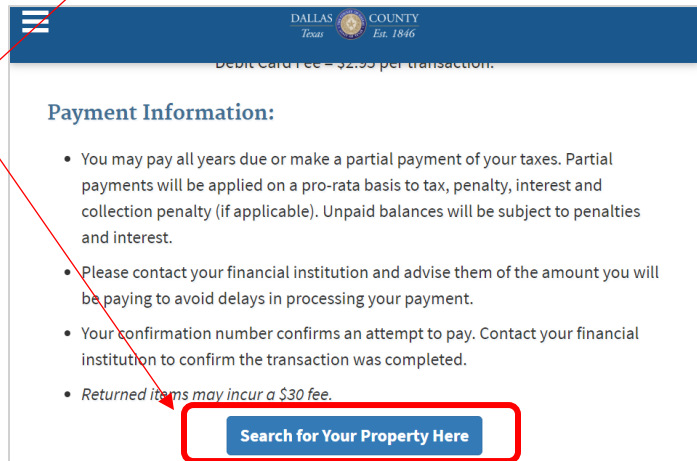 DALLAS COUNTY
Texas Est. 1846
Debit Card Fee = $2.95 per transaction.
Payment Information:
• You may pay all years due or make a partial payment of your taxes. Partial
payments will be applied on a pro-rata basis to tax, penalty, interest and
collection penalty (if applicable). Unpaid balances will be subject to penalties
and interest.
• Please contact your financial institution and advise them of the amount you will
be paying to avoid delays in processing your payment.
• Your confirmation number confirms an attempt to pay. Contact your financial
institution to confirm the transaction was completed.
• Returned items may incur a $30 fee.
Search for Your Property Here